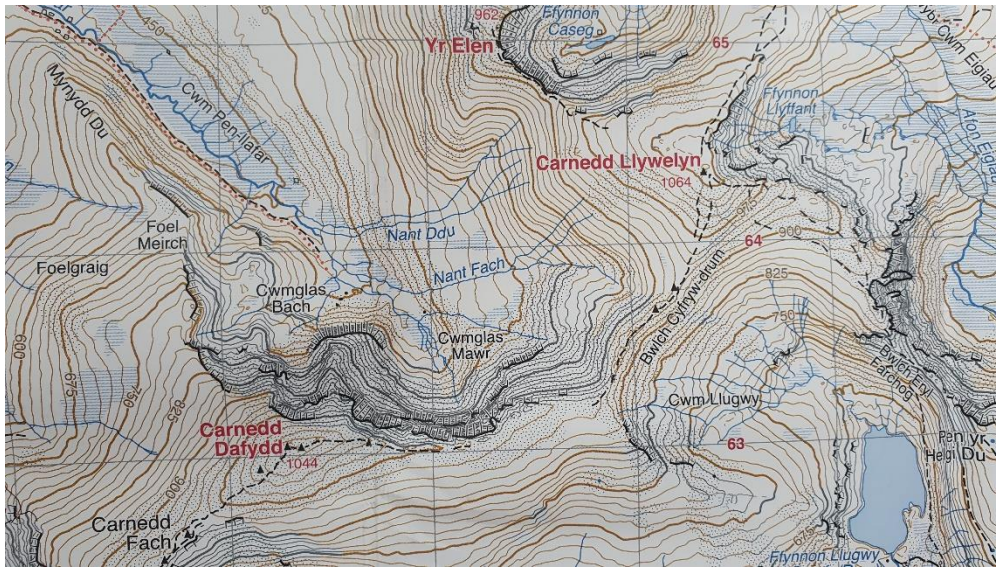 962
Ffynnon
Caseg
Yr Elen
65
450
Cwm Eigiau
Mynydd Du
Cwm Pen-llafar
Ffynnon
Llyffant
Afon Eigiau
Carnedd Llywelyn
1064
975
Foel
Meirch
Nant Ddu
64
900
Foelgraig
Nant Fach
825
Cwmglas
Bach
Bwlch Cyfryw-drum
750
600
Cwmglas
Mawr
Bwlch Eryl
Farchog
675
750
Cwm Llugwy
825
Carnedd
Dafydd
63
1044
Pen yr
Helgi Du
900
Carnedd
Fach
675
Ffynnon Llugwy